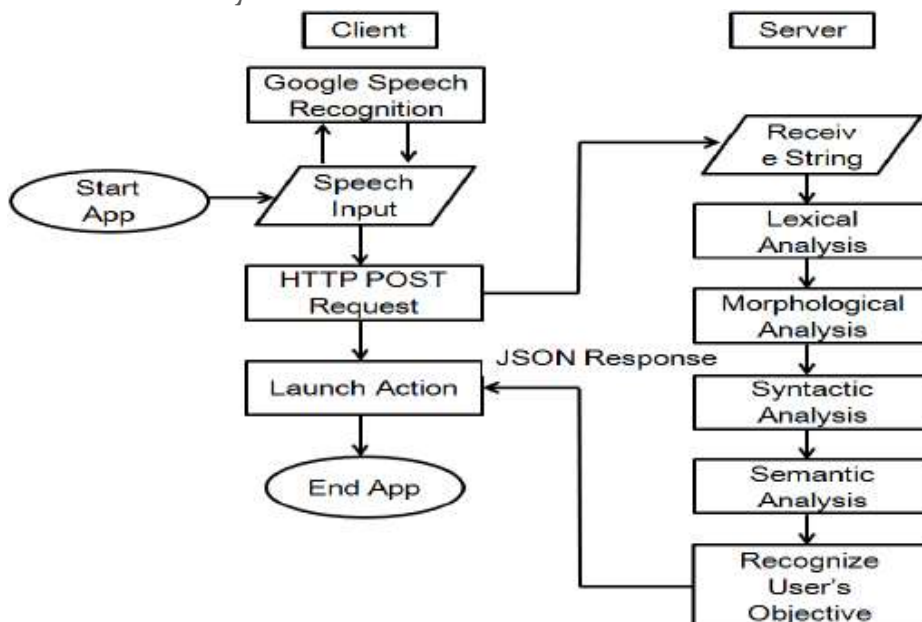 Client
Server
Google Speech
Recognition
Start
App
Speech
Input
Receiv
e String
HTTP POST
Request
Lexical
Analysis
Morphological
Analysis
JSON Response
Launch Action
Syntactic
Analysis
End App
Semantic
Analysis
Recognize
User's
Objective